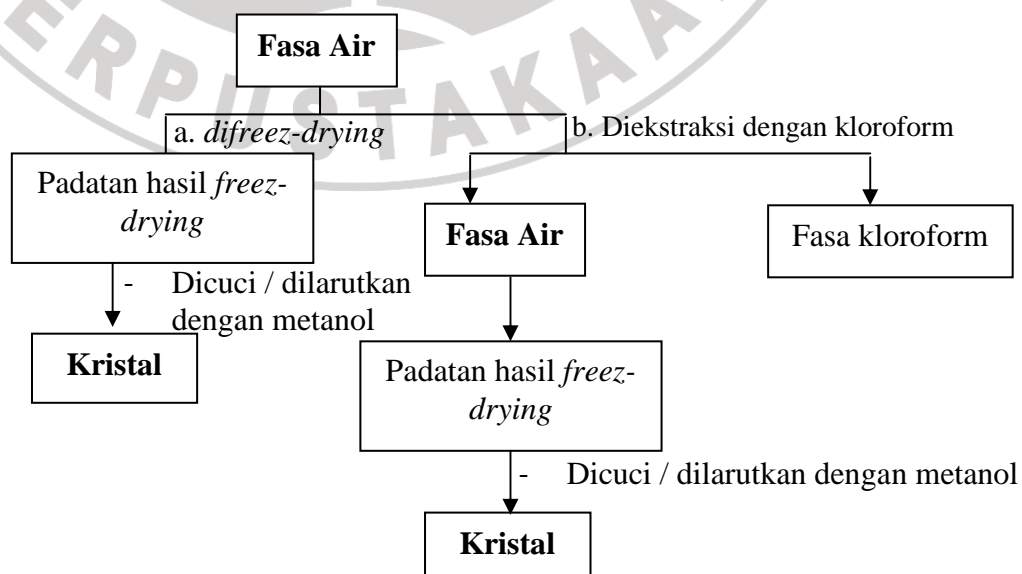 ERPUSTAKAA
Fasa Air
a. difreez-drying
b. Diekstraksi dengan kloroform
Padatan hasil freez-
drying
Fasa Air
Fasa kloroform
- Dicuci / dilarutkan
dengan metanol
Kristal
Padatan hasil freez-
drying
- Dicuci / dilarutkan dengan metanol
Kristal